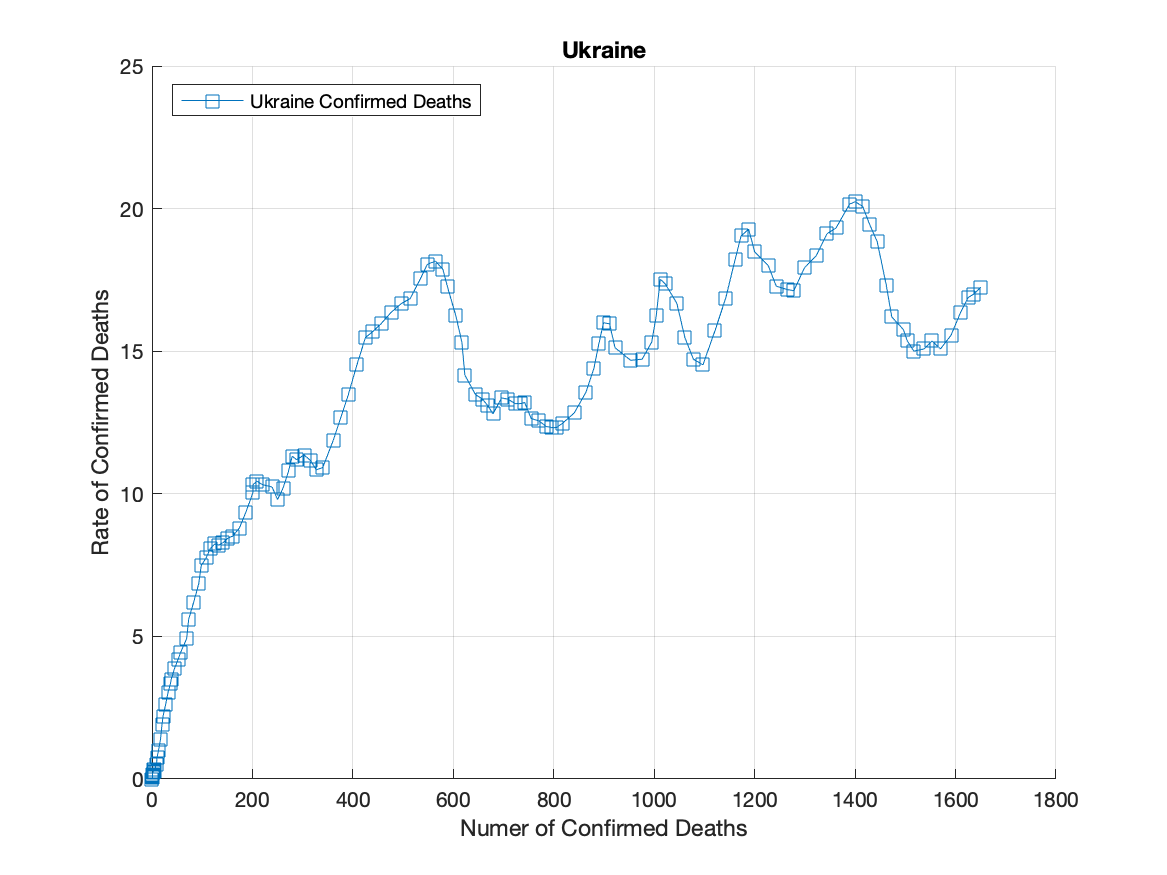 Ukraine
25
Ukraine Confirmed Deaths
20
15
10
5
0
Rate of Confirmed Deaths
0 200 400 600 800 1000 1200 1400 1600 1800
Numer of Confirmed Deaths